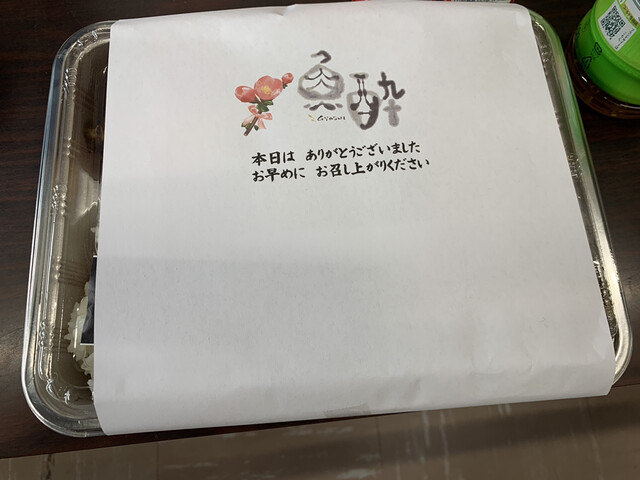 魚酔
本日は ありがとうございました
お早めに お召し上がりください